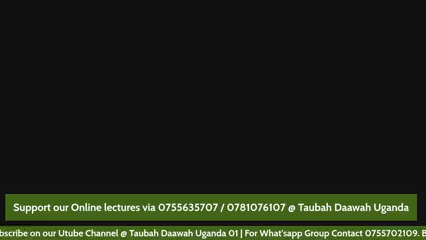 Support our Online lectures via 0755635707 / 0781076107 @ Taubah Daawah Uganda
bscribe on our Utube Channel @ Taubah Daawah Uganda 01 | For What'sapp Group Contact 0755702109. B